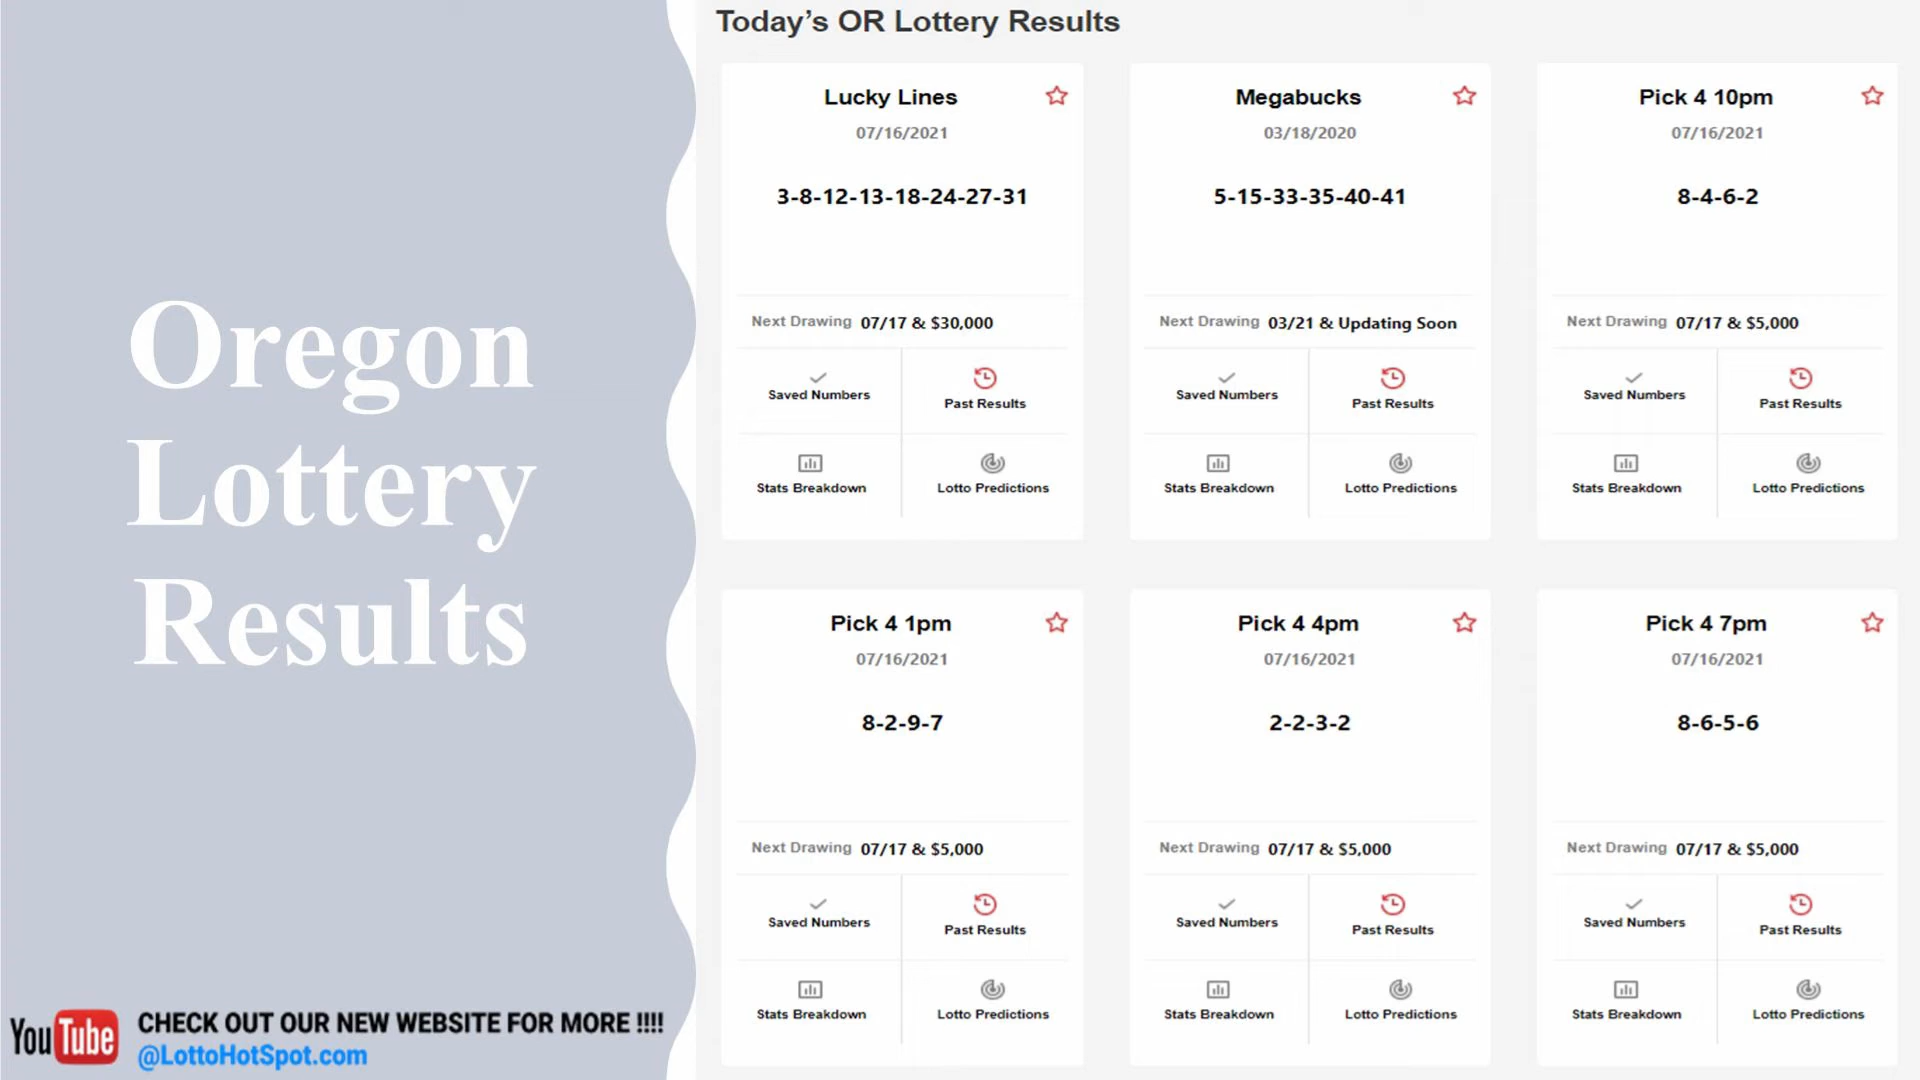 Oregon
Lottery
Results
YouTube
CHECK OUT OUR NEW WEBSITE FOR MORE !!!!
@LottoHotSpot.com
Today’s OR Lottery Results
Lucky Lines
07/16/2021
3-8-12-13-18-24-27-31
Next Drawing 07/17 & $30,000
Saved Numbers
Past Results
Stats Breakdown
Lotto Predictions
Megabucks
03/18/2020
5-15-33-35-40-41
Next Drawing 03/21 & Updating Soon
Saved Numbers
Past Results
Stats Breakdown
Lotto Predictions
Pick 4 10pm
07/16/2021
8-4-6-2
Next Drawing 07/17 & $5,000
Saved Numbers
Past Results
Stats Breakdown
Lotto Predictions
Pick 4 1pm
07/16/2021
8-2-9-7
Next Drawing 07/17 & $5,000
Saved Numbers
Past Results
Stats Breakdown
Lotto Predictions
Pick 4 4pm
07/16/2021
2-2-3-2
Next Drawing 07/17 & $5,000
Saved Numbers
Past Results
Stats Breakdown
Lotto Predictions
Pick 4 7pm
07/16/2021
8-6-5-6
Next Drawing 07/17 & $5,000
Saved Numbers
Past Results
Stats Breakdown
Lotto Predictions